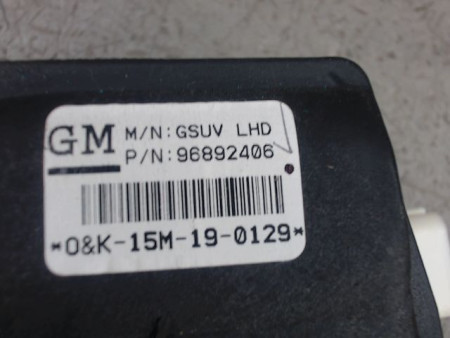 GM M/N:GSUV LHD
P/N:96892406
*O&K-15M-19-0129*